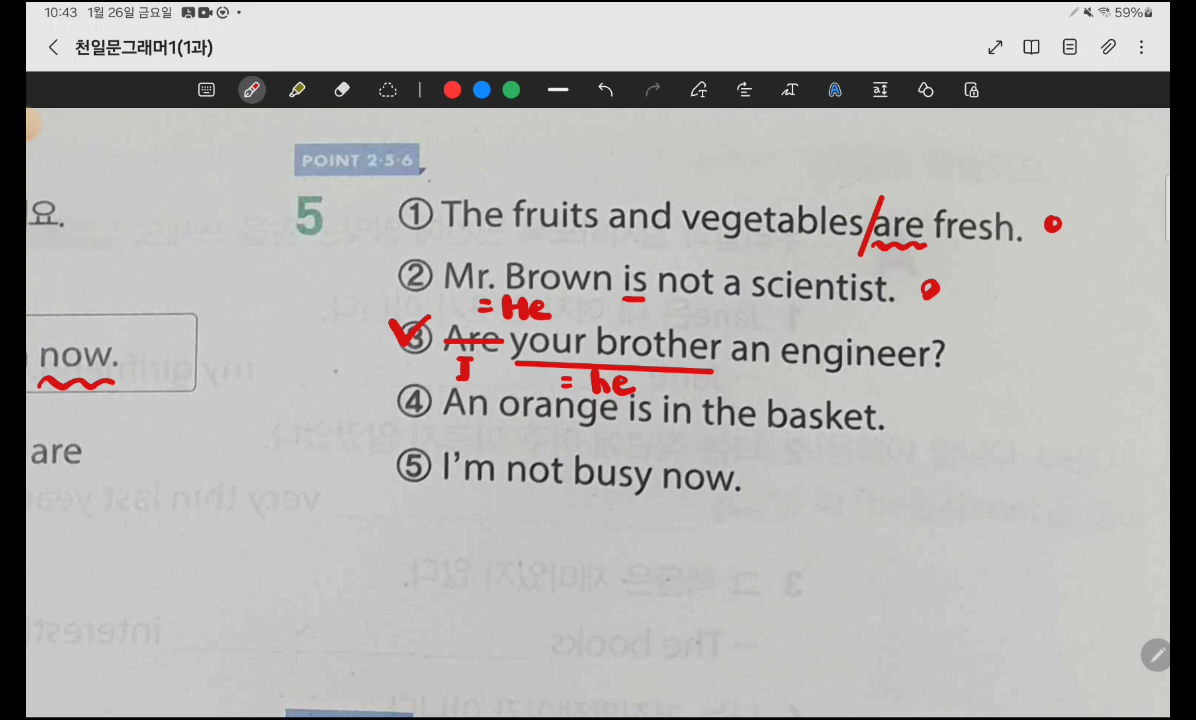 10:43 1월 26일 금요일
59%
천일문그래머1(1과)
POINT 2·5·6
5
① The fruits and vegetables are fresh.
요.
② Mr. Brown is not a scientist.
= He
③ Are your brother an engineer?
now.
= he
④ An orange is in the basket.
are
⑤ I'm not busy now.